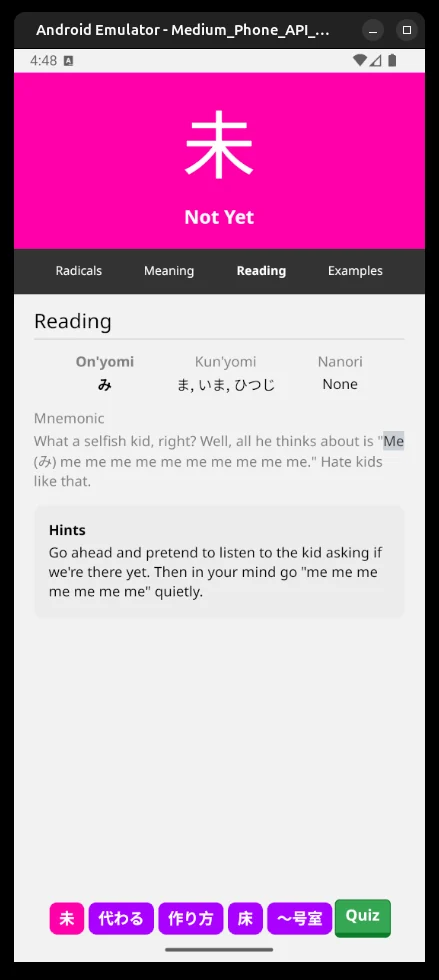 Android Emulator - Medium_Phone_API_...
4:48 A
未
Not Yet
Radicals Meaning Reading Examples
Reading
On'yomi Kun'yomi Nanori
み ま, いま, ひつじ None
Mnemonic
What a selfish kid, right? Well, all he thinks about is "Me
(み) me me me me me me me me me me." Hate kids
like that.
Hints
Go ahead and pretend to listen to the kid asking if
we're there yet. Then in your mind go "me me me
me me me me" quietly.
未 代わる 作り方 床 〜号室 Quiz